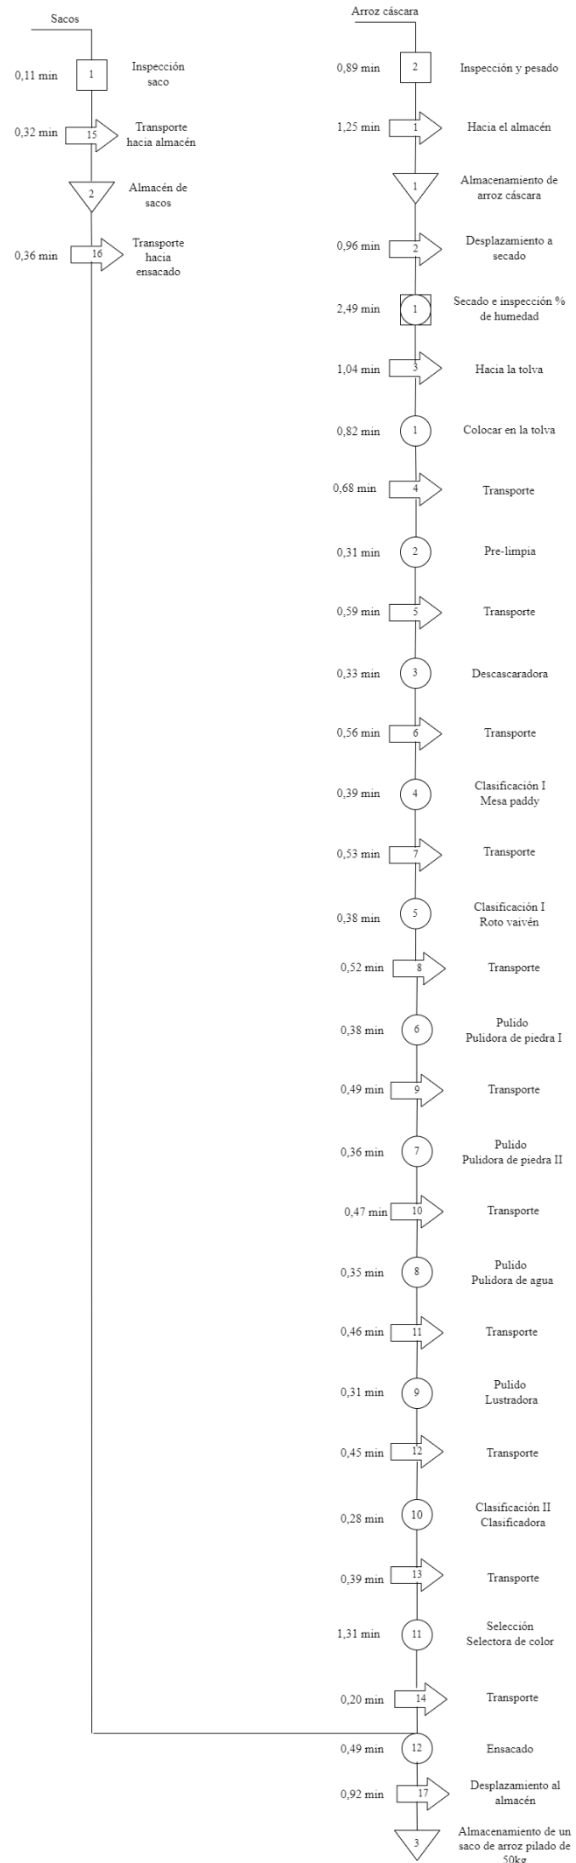 Sacos
0,11 min
1
Inspección
saco
0,32 min
15
Transporte
hacia almacén
2
Almacén de
sacos
0,36 min
16
Transporte
hacia
ensacado
Arroz cáscara
0,89 min
2
Inspección y pesado
1,25 min
1
Hacia el almacén
1
Almacenamiento de
arroz cáscara
0,96 min
2
Desplazamiento a
secado
2,49 min
1
Secado e inspección %
de humedad
1,04 min
3
Hacia la tolva
0,82 min
1
Colocar en la tolva
0,68 min
4
Transporte
0,31 min
2
Pre-limpia
0,59 min
5
Transporte
0,33 min
3
Descascaradora
0,56 min
6
Transporte
0,39 min
4
Clasificación I
Mesa paddy
0,53 min
7
Transporte
0,38 min
5
Clasificación I
Roto vaivén
0,52 min
8
Transporte
0,38 min
6
Pulido
Pulidora de piedra I
0,49 min
9
Transporte
0,36 min
7
Pulido
Pulidora de piedra II
0,47 min
10
Transporte
0,35 min
8
Pulido
Pulidora de agua
0,46 min
11
Transporte
0,31 min
9
Pulido
Lustradora
0,45 min
12
Transporte
0,28 min
10
Clasificación II
Clasificadora
0,39 min
13
Transporte
1,31 min
11
Selección
Selectora de color
0,20 min
14
Transporte
0,49 min
12
Ensacado
0,92 min
17
Desplazamiento al
almacén
3
Almacenamiento de un
saco de arroz pilado de
50kg